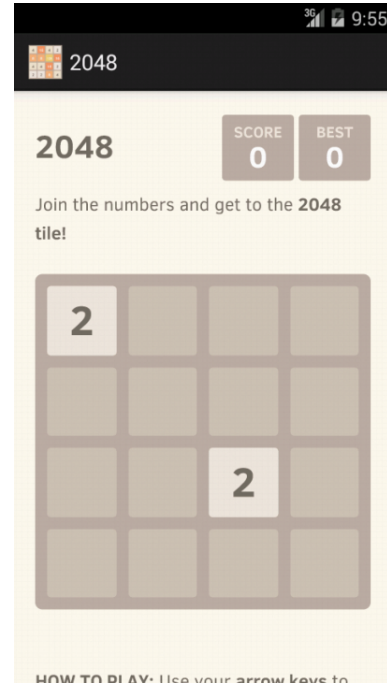 3G 9:55
2048
2048 SCORE BEST
0 0
Join the numbers and get to the 2048
tile!
2
2
HOW TO PLAY: Use your arrow keys to